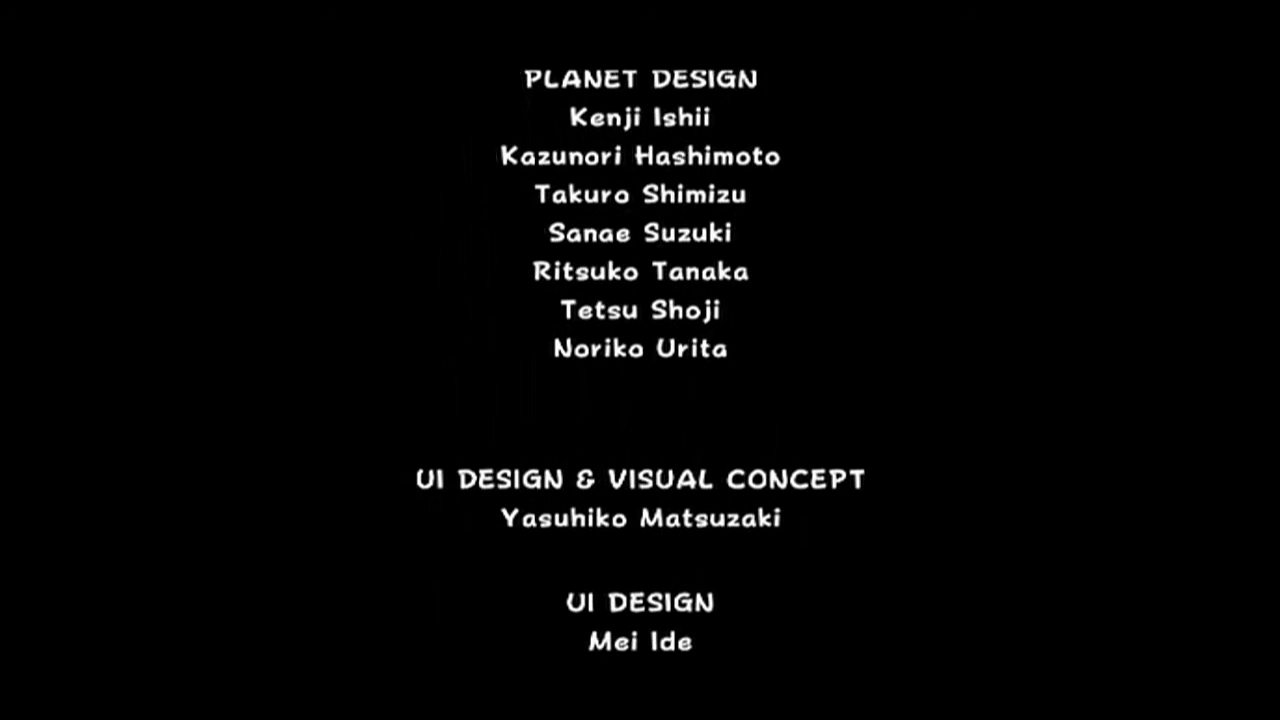 PLANET DESIGN
Kenji Ishii
Kazunori Hashimoto
Takuro Shimizu
Sanae Suzuki
Ritsuko Tanaka
Tetsu Shoji
Noriko Urita
UI DESIGN & VISUAL CONCEPT
Yasuhiko Matsuzaki
UI DESIGN
Mei Ide